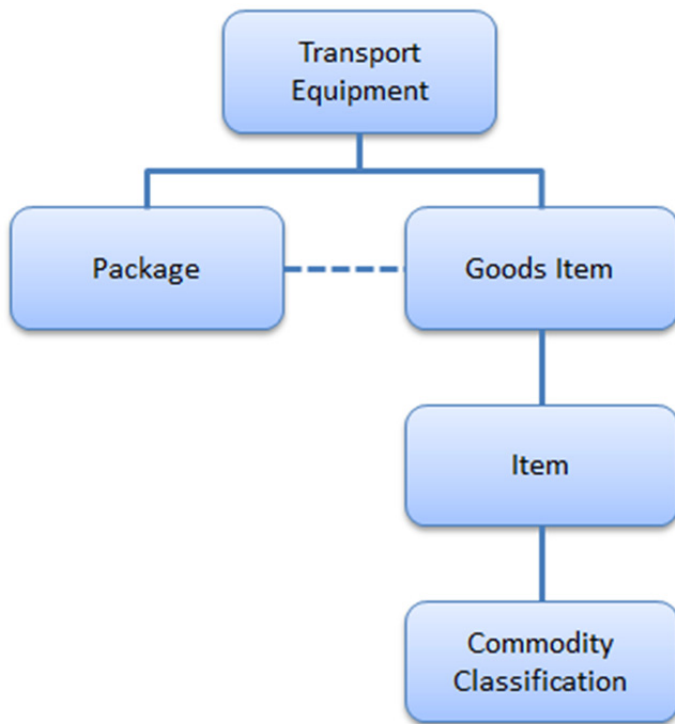 Transport
Equipment
Package
Goods Item
Item
Commodity
Classification